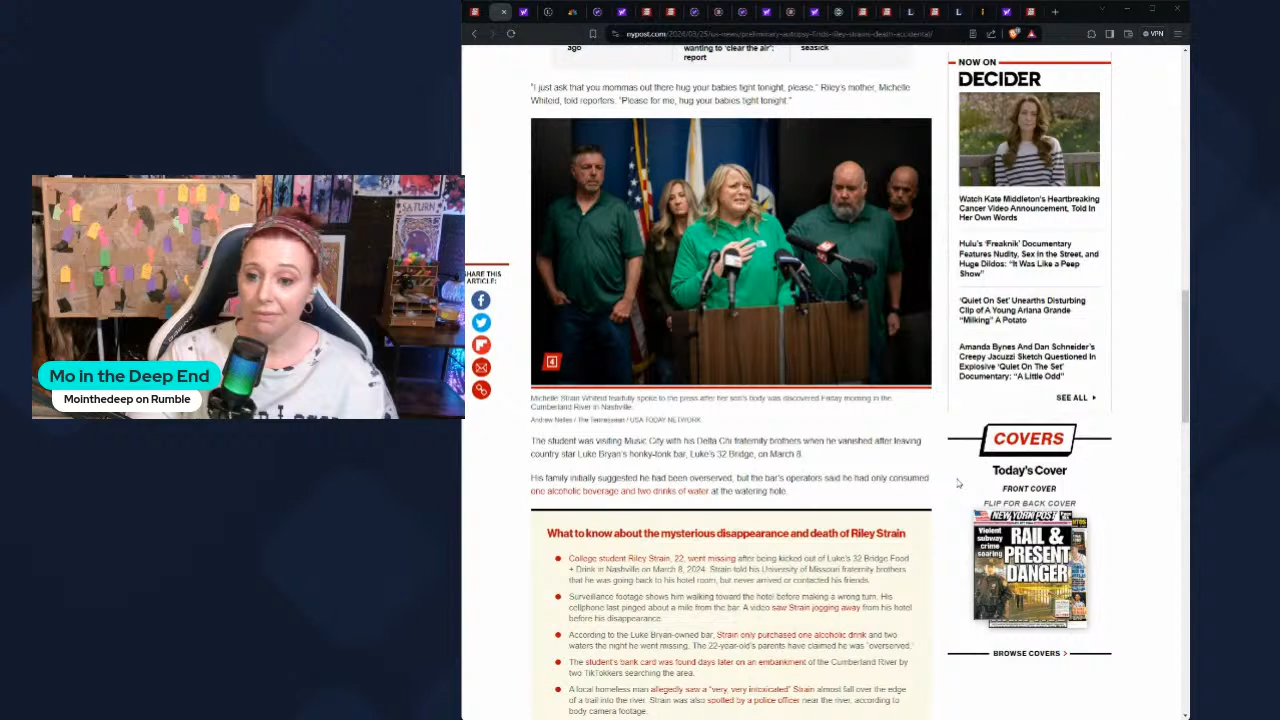 nypost.com/2024/03/25/us-news/preliminary-autopsy-finds-riley-strains-death-accidental/
VPN
ago
wanting to 'clear the air':
report
seasick
"I just ask that you mommas out there hug your babies tight tonight, please," Riley's mother, Michelle
Whiteid, told reporters. "Please for me, hug your babies tight tonight."
SHARE THIS
ARTICLE:
4
Michelle Strain Whiteid tearfully spoke to the press after her son's body was discovered Friday morning in the
Cumberland River in Nashville.
Andrew Nelles / The Tennessean / USA TODAY NETWORK
The student was visiting Music City with his Delta Chi fraternity brothers when he vanished after leaving
country star Luke Bryan's honky-tonk bar, Luke's 32 Bridge, on March 8.
His family initially suggested he had been overserved, but the bar's operators said he had only consumed
one alcoholic beverage and two drinks of water at the watering hole.
What to know about the mysterious disappearance and death of Riley Strain
College student Riley Strain, 22, went missing after being kicked out of Luke's 32 Bridge Food
+ Drink in Nashville on March 8, 2024. Strain told his University of Missouri fraternity brothers
that he was going back to his hotel room, but never arrived or contacted his friends.
Surveillance footage shows him walking toward the hotel before making a wrong turn. His
cellphone last pinged about a mile from the bar. A video saw Strain jogging away from his hotel
before his disappearance.
According to the Luke Bryan-owned bar, Strain only purchased one alcoholic drink and two
waters the night he went missing. The 22-year-old's parents have claimed he was "overserved."
The student's bank card was found days later on an embankment of the Cumberland River by
two TikTokkers searching the area.
A local homeless man allegedly saw a "very, very intoxicated" Strain almost fall over the edge
of a trail into the river. Strain was also spotted by a police officer near the river, according to
body camera footage.
NOW ON
DECIDER
Watch Kate Middleton's Heartbreaking
Cancer Video Announcement, Told In
Her Own Words
Hulu's 'Freaknik' Documentary
Features Nudity, Sex in the Street, and
Huge Dildos: "It Was Like a Peep
Show"
'Quiet On Set' Unearths Disturbing
Clip of A Young Ariana Grande
"Milking" A Potato
Amanda Bynes And Dan Schneider's
Creepy Jacuzzi Sketch Questioned In
Explosive 'Quiet On The Set'
Documentary: "A Little Odd"
SEE ALL
COVERS
Today's Cover
FRONT COVER
FLIP FOR BACK COVER
NEW YORK POST
Violent
subway
crime
soaring
RAIL &
PRESENT
DANGER
BROWSE COVERS >
SATURN
Mo in the Deep End
MoInthedeep on Rumble